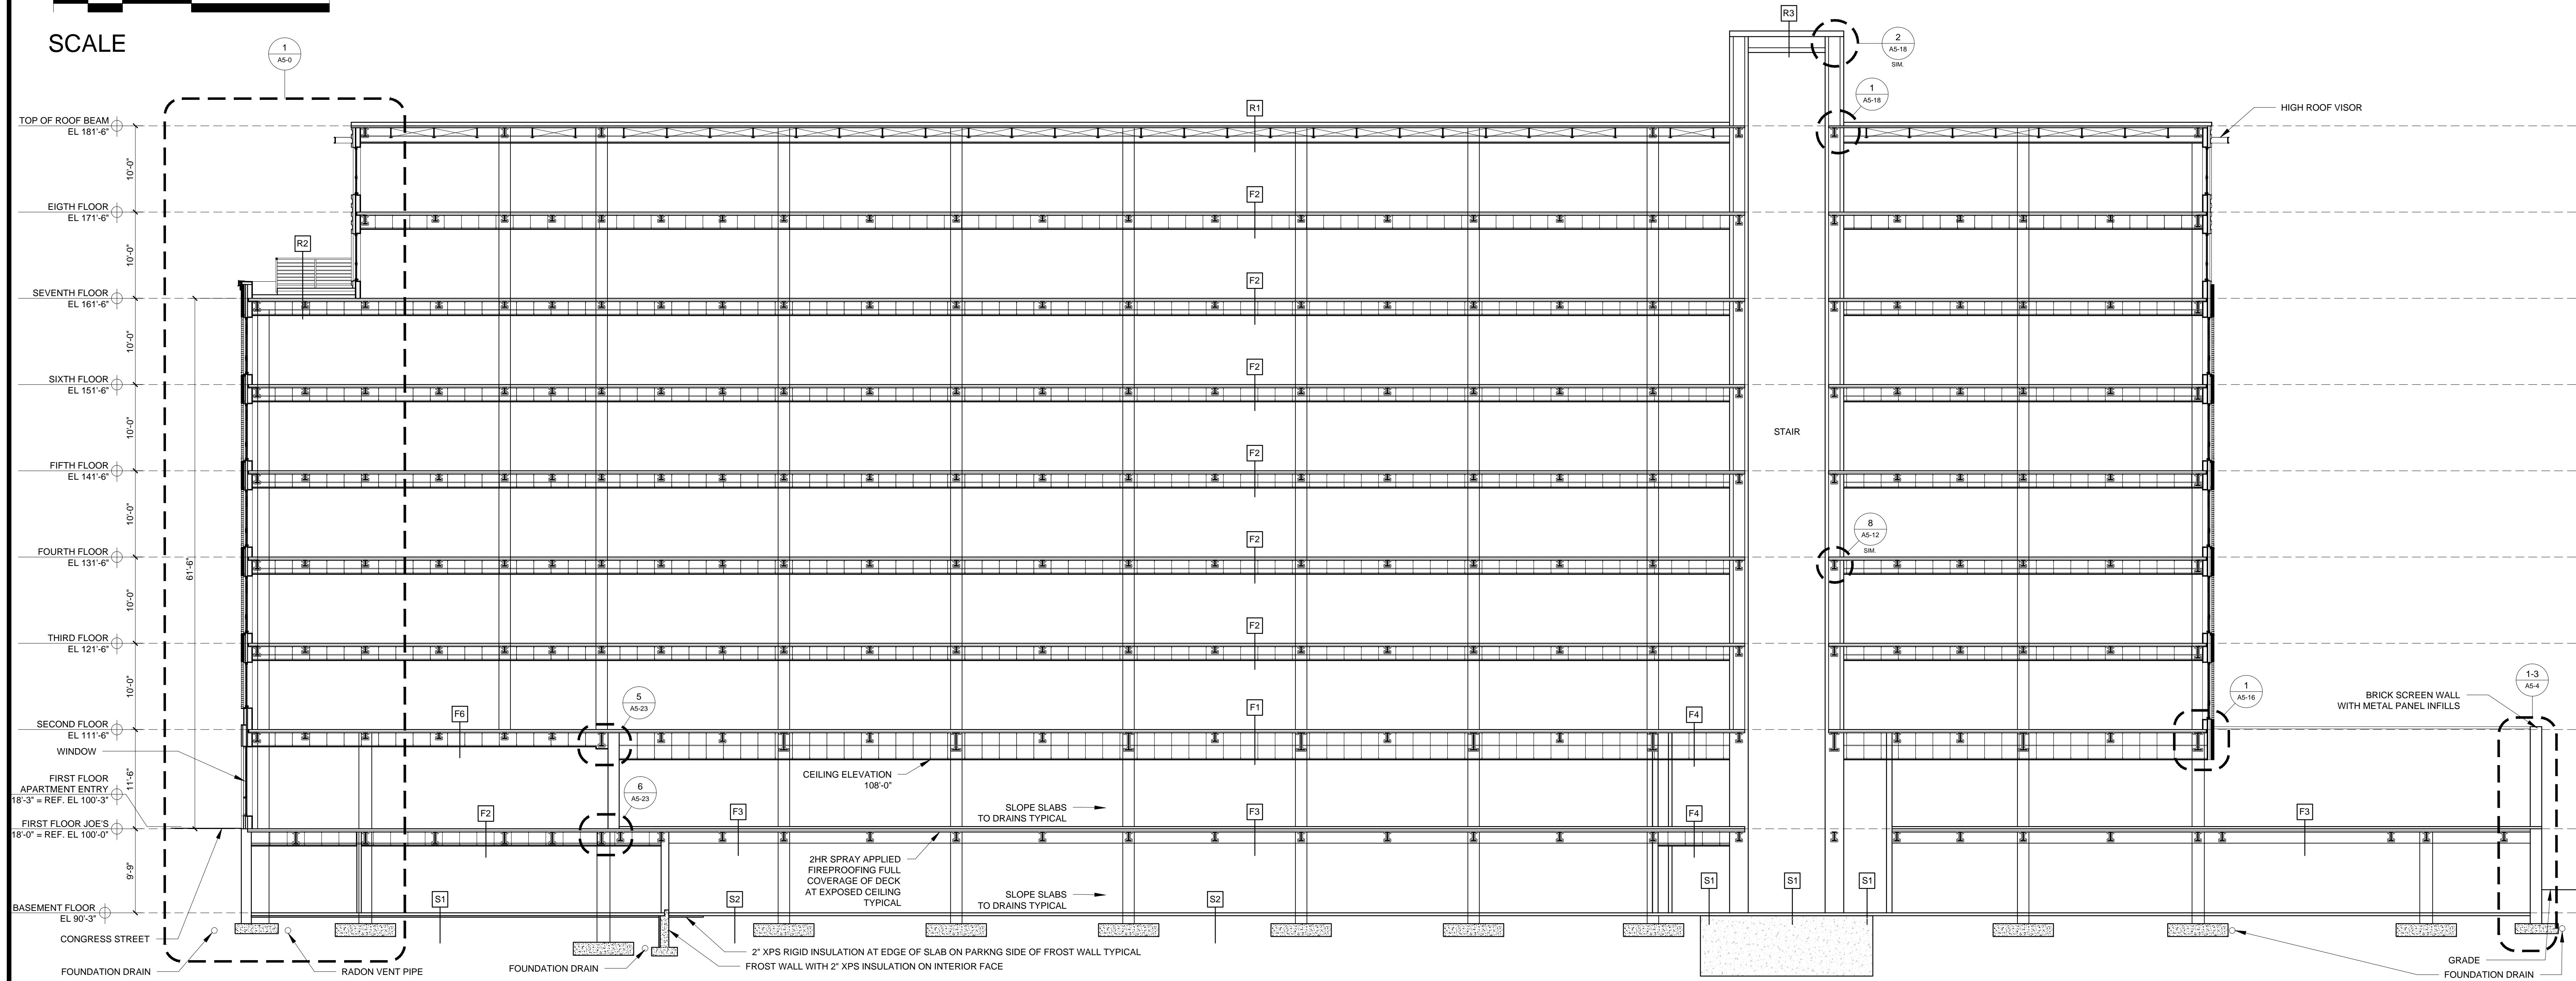 SCALE
1
A5-0
R3
2
A5-18
SIM.
1
A5-18
HIGH ROOF VISOR
TOP OF ROOF BEAM
EL 181'-6"
R1
10'-0"
EIGTH FLOOR
EL 171'-6"
F2
R2
10'-0"
SEVENTH FLOOR
EL 161'-6"
F2
10'-0"
SIXTH FLOOR
EL 151'-6"
F2
10'-0"
STAIR
FIFTH FLOOR
EL 141'-6"
F2
10'-0"
8
A5-12
SIM.
FOURTH FLOOR
EL 131'-6"
F2
61'-6"
10'-0"
THIRD FLOOR
EL 121'-6"
F2
10'-0"
5
A5-23
1
A5-16
1-3
A5-4
BRICK SCREEN WALL
WITH METAL PANEL INFILLS
SECOND FLOOR
EL 111'-6"
F6
F1
F4
WINDOW
11'-6"
CEILING ELEVATION
108'-0"
FIRST FLOOR
APARTMENT ENTRY
18'-3" = REF. EL 100'-3"
6
A5-23
SLOPE SLABS
TO DRAINS TYPICAL
FIRST FLOOR JOE'S
18'-0" = REF. EL 100'-0"
F2
F3
F3
F4
F3
9'-9"
2HR SPRAY APPLIED
FIREPROOFING FULL
COVERAGE OF DECK
AT EXPOSED CEILING
TYPICAL
SLOPE SLABS
TO DRAINS TYPICAL
S1
S2
S2
S1
S1
S1
BASEMENT FLOOR
EL 90'-3"
CONGRESS STREET
2" XPS RIGID INSULATION AT EDGE OF SLAB ON PARKNG SIDE OF FROST WALL TYPICAL
FROST WALL WITH 2" XPS INSULATION ON INTERIOR FACE
FOUNDATION DRAIN
RADON VENT PIPE
FOUNDATION DRAIN
GRADE
FOUNDATION DRAIN